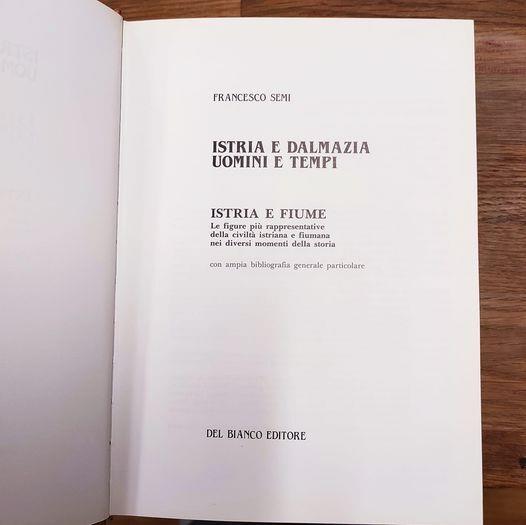 FRANCESCO SEMI
ISTRIA E DALMAZIA
UOMINI E TEMPI
ISTRIA E FIUME
Le figure più rappresentative
della civiltà istriana e fiumana
nei diversi momenti della storia
con ampia bibliografia generale particolare
DEL BIANCO EDITORE